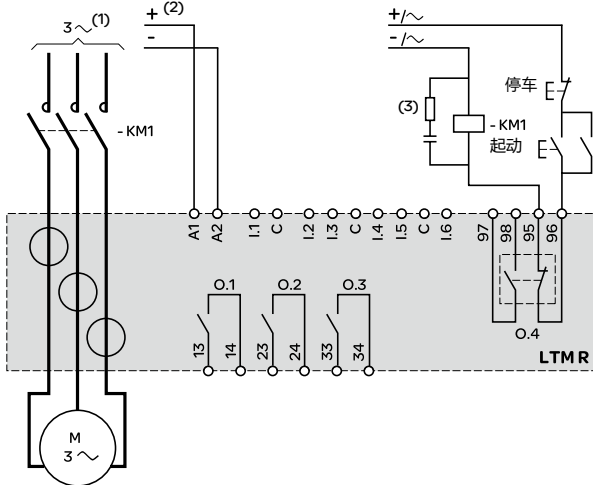 3 ~ (1)
+ (2)
-
+/~
-/~
停车
(3)
- KM1
- KM1
起动
A1 A2 I.1 C I.2 I.3 C I.4 I.5 C I.6 97 98 95 96
O.1 O.2 O.3
O.4
13 14 23 24 33 34
LTM R
M
3 ~